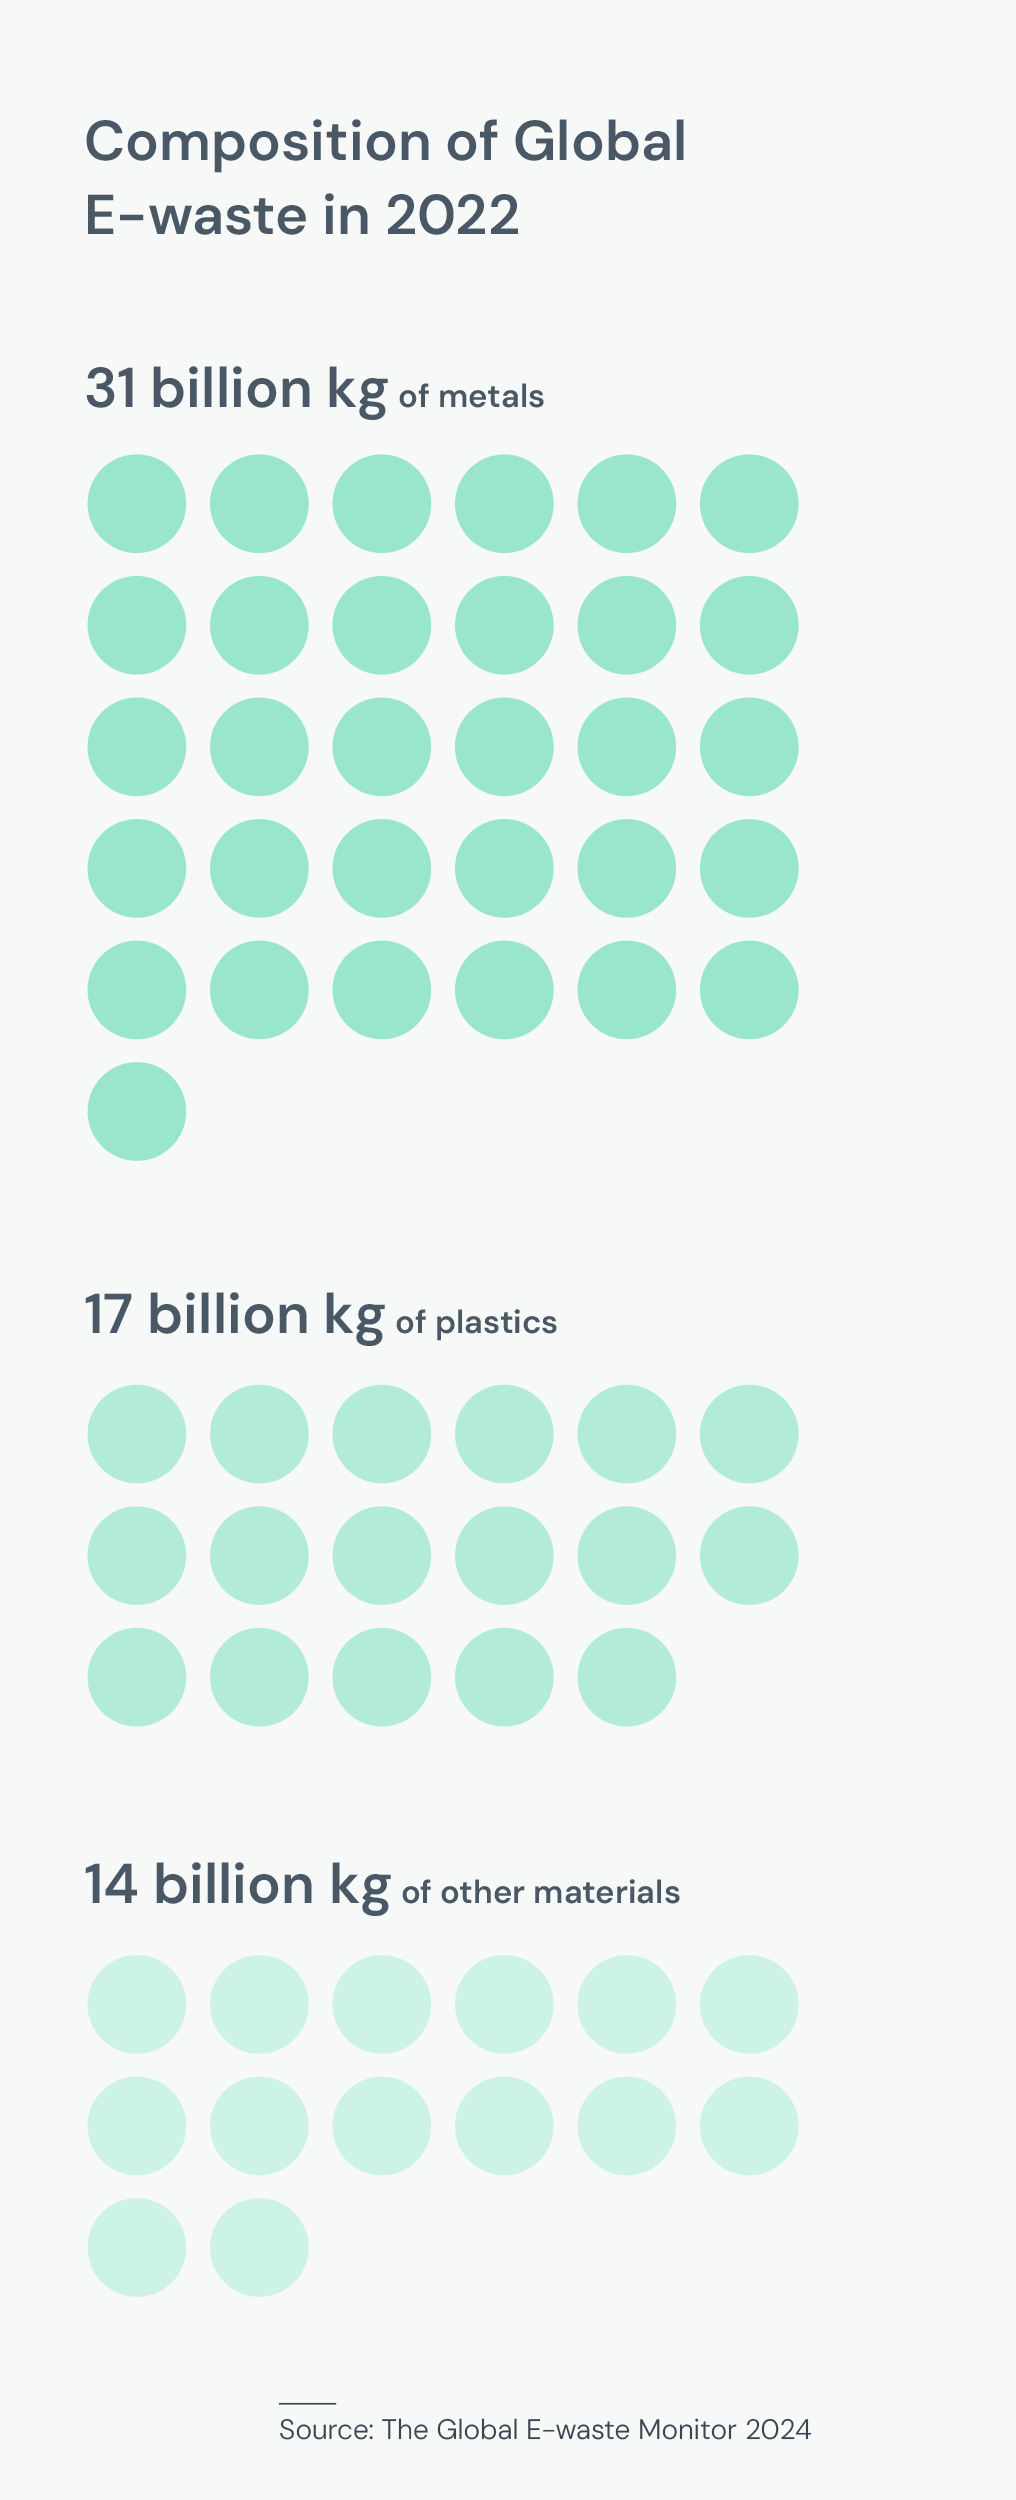 Composition of Global
E-waste in 2022
31 billion kg of metals
17 billion kg of plastics
14 billion kg of other materials
Source: The Global E-waste Monitor 2024